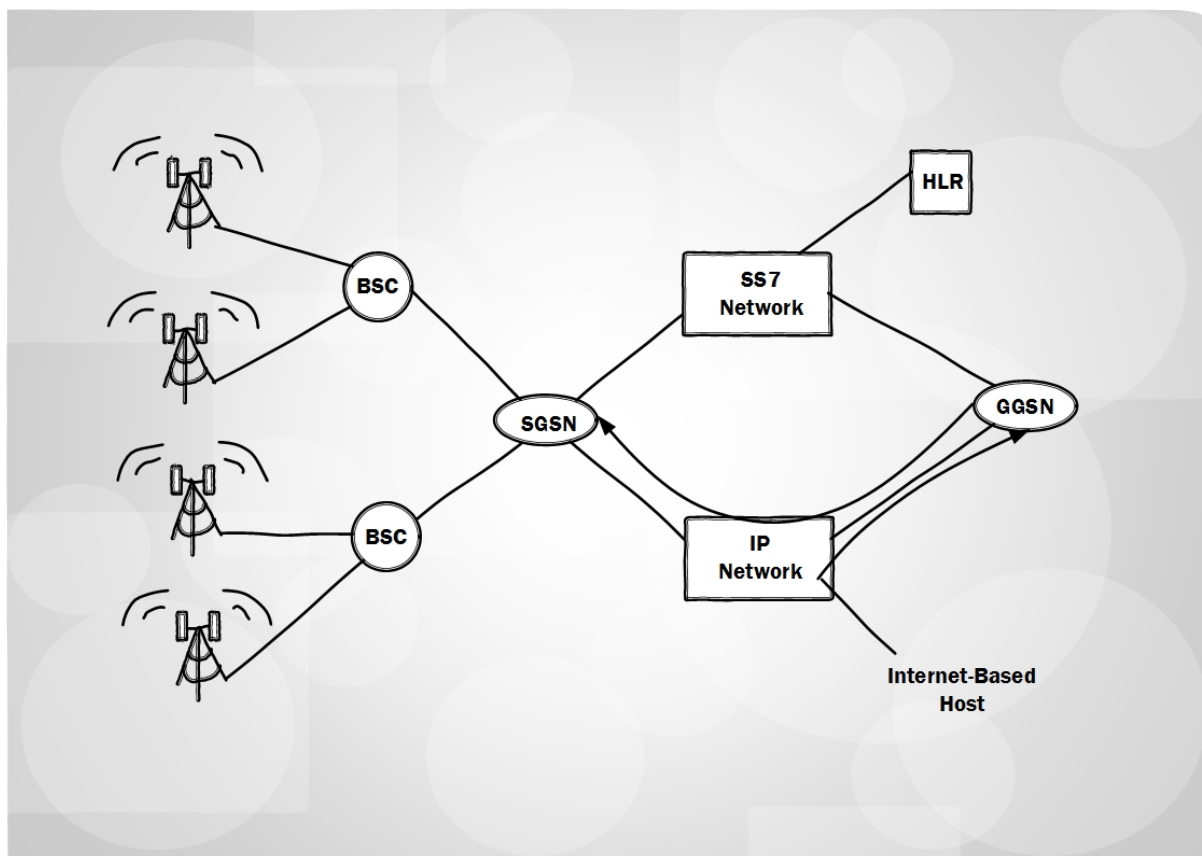 HLR
BSC
SS7
Network
SGSN
GGSN
BSC
IP
Network
Internet-Based
Host